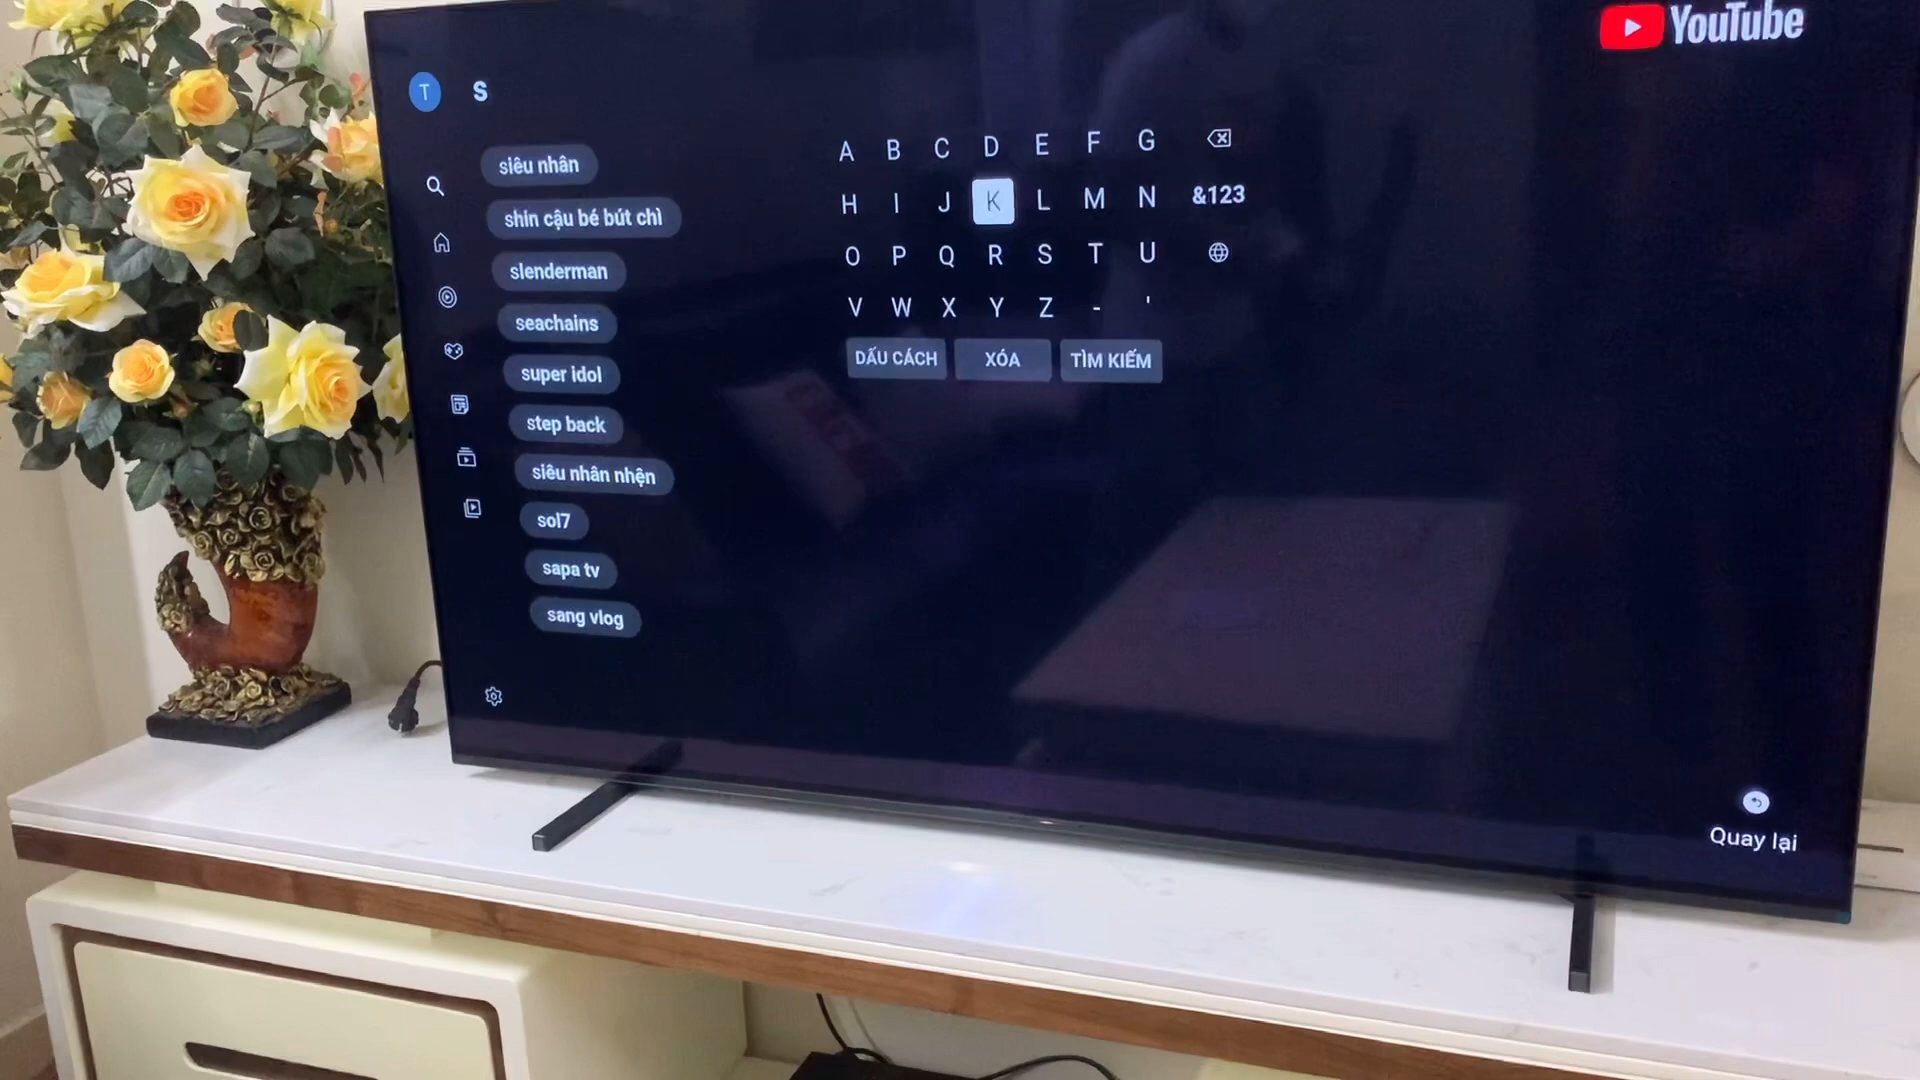 YouTube
T
S
siêu nhân
shin cậu bé bút chì
slenderman
seachains
super idol
step back
siêu nhân nhện
sol7
sapa tv
sang vlog
A B C D E F G
H I J K L M N &123
O P Q R S T U
V W X Y Z - '
DẤU CÁCH XÓA TÌM KIẾM
Quay lại